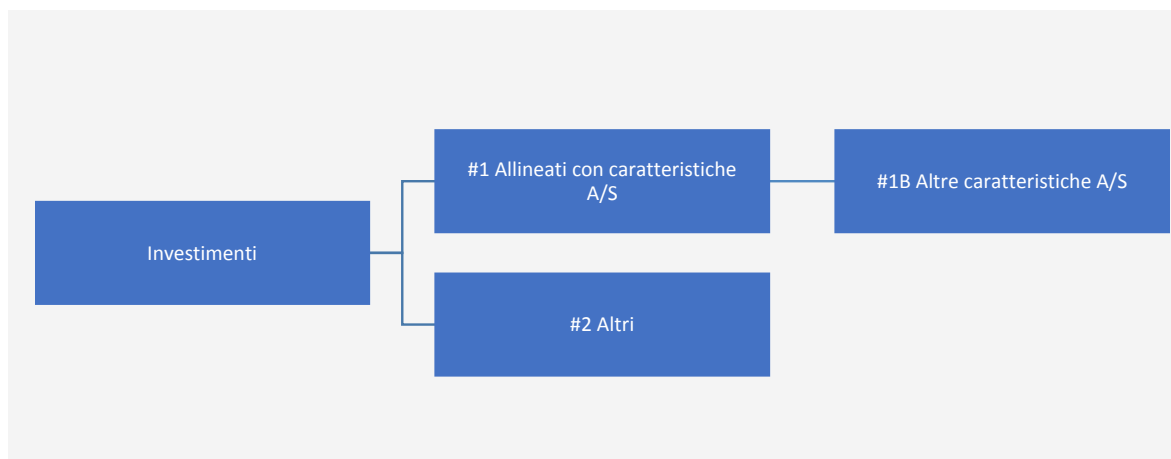 Investimenti
#1 Allineati con caratteristiche
A/S
#1B Altre caratteristiche A/S
#2 Altri